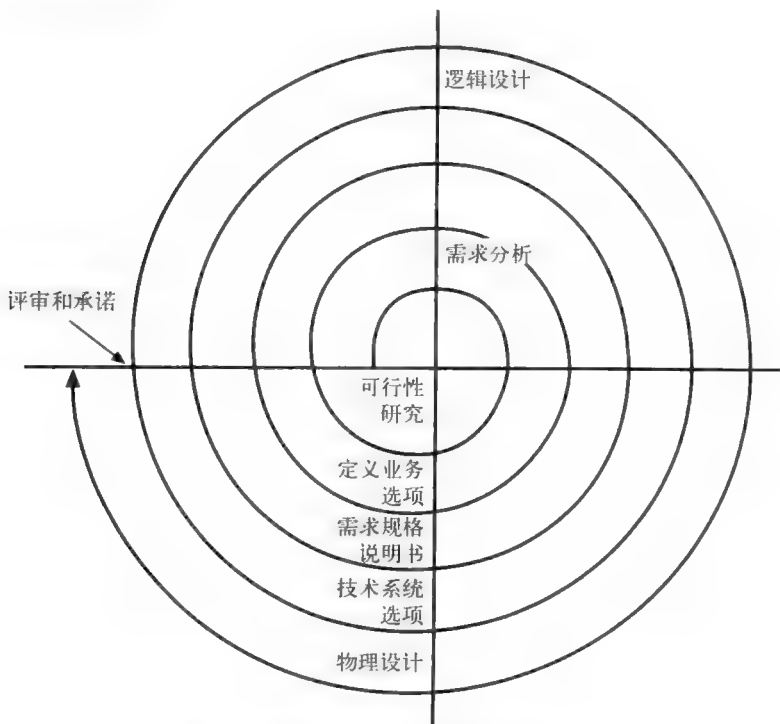 逻辑设计
需求分析
评审和承诺
可行性
研究
定义业务
选项
需求规格
说明书
技术系统
选项
物理设计